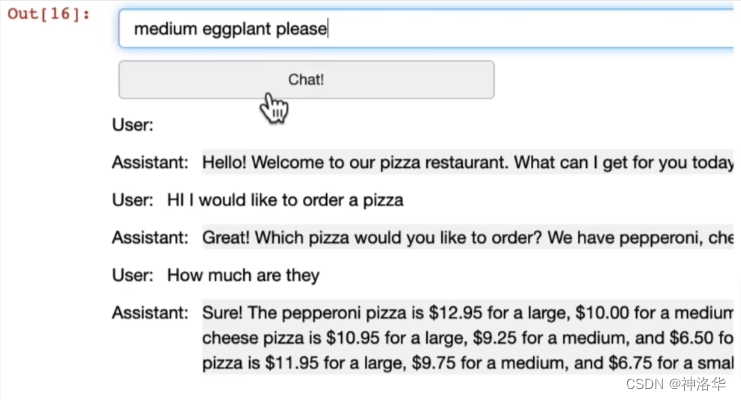 Out[16]:
medium eggplant please
Chat!
User:
Assistant: Hello! Welcome to our pizza restaurant. What can I get for you today
User: HI I would like to order a pizza
Assistant: Great! Which pizza would you like to order? We have pepperoni, che
User: How much are they
Assistant: Sure! The pepperoni pizza is $12.95 for a large, $10.00 for a medium
cheese pizza is $10.95 for a large, $9.25 for a medium, and $6.50 fo
pizza is $11.95 for a large, $9.75 for a medium, and $6.75 for a smal
CSDN @神洛华